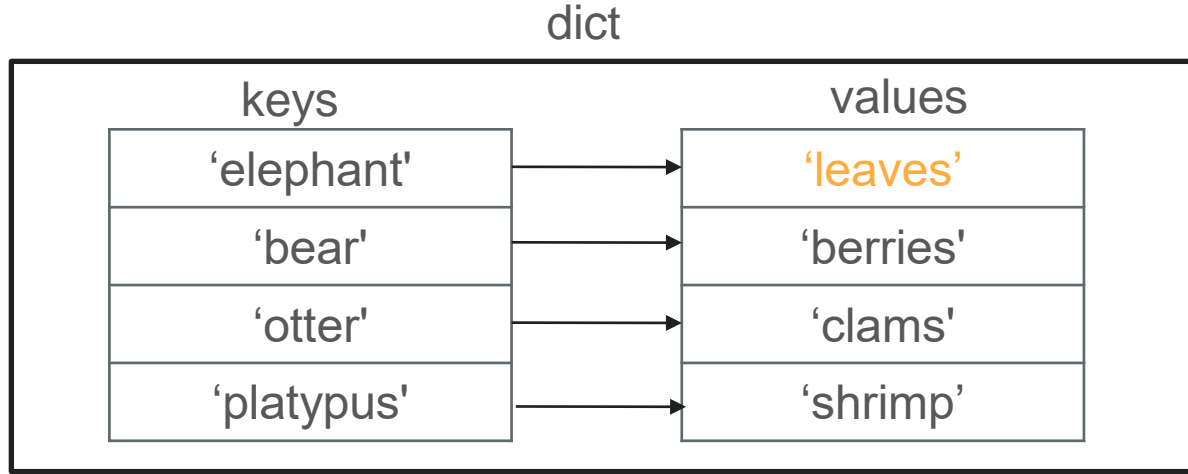 dict
keys values
‘elephant' ‘leaves’
‘bear' ‘berries'
‘otter' ‘clams'
‘platypus' ‘shrimp’